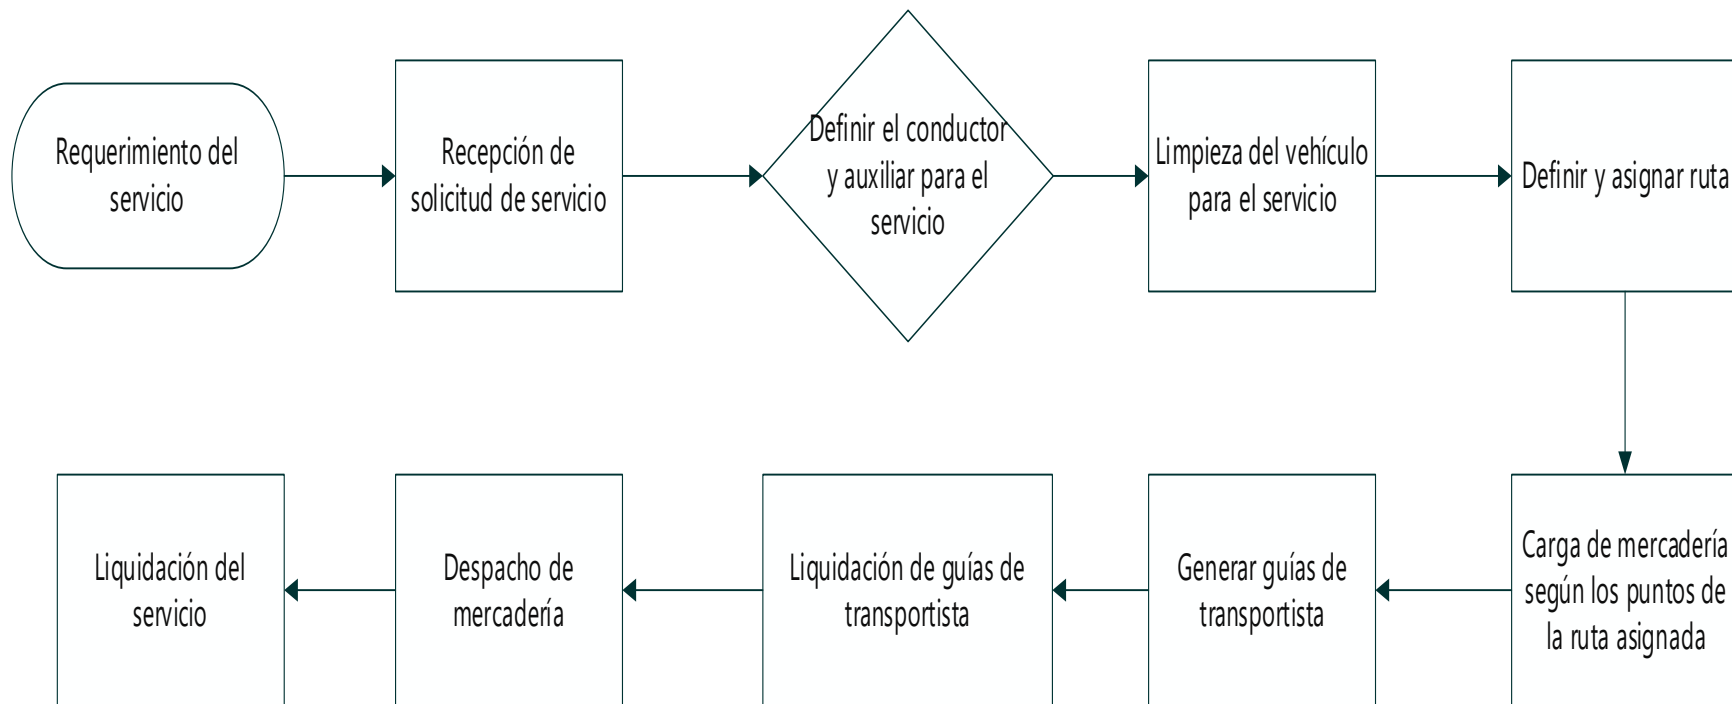 Requerimiento del
servicio
Recepción de
solicitud de servicio
Definir el conductor
y auxiliar para el
servicio
Limpieza del vehículo
para el servicio
Definir y asignar ruta
Liquidación del
servicio
Despacho de
mercadería
Liquidación de guías de
transportista
Generar guías de
transportista
Carga de mercadería
según los puntos de
la ruta asignada